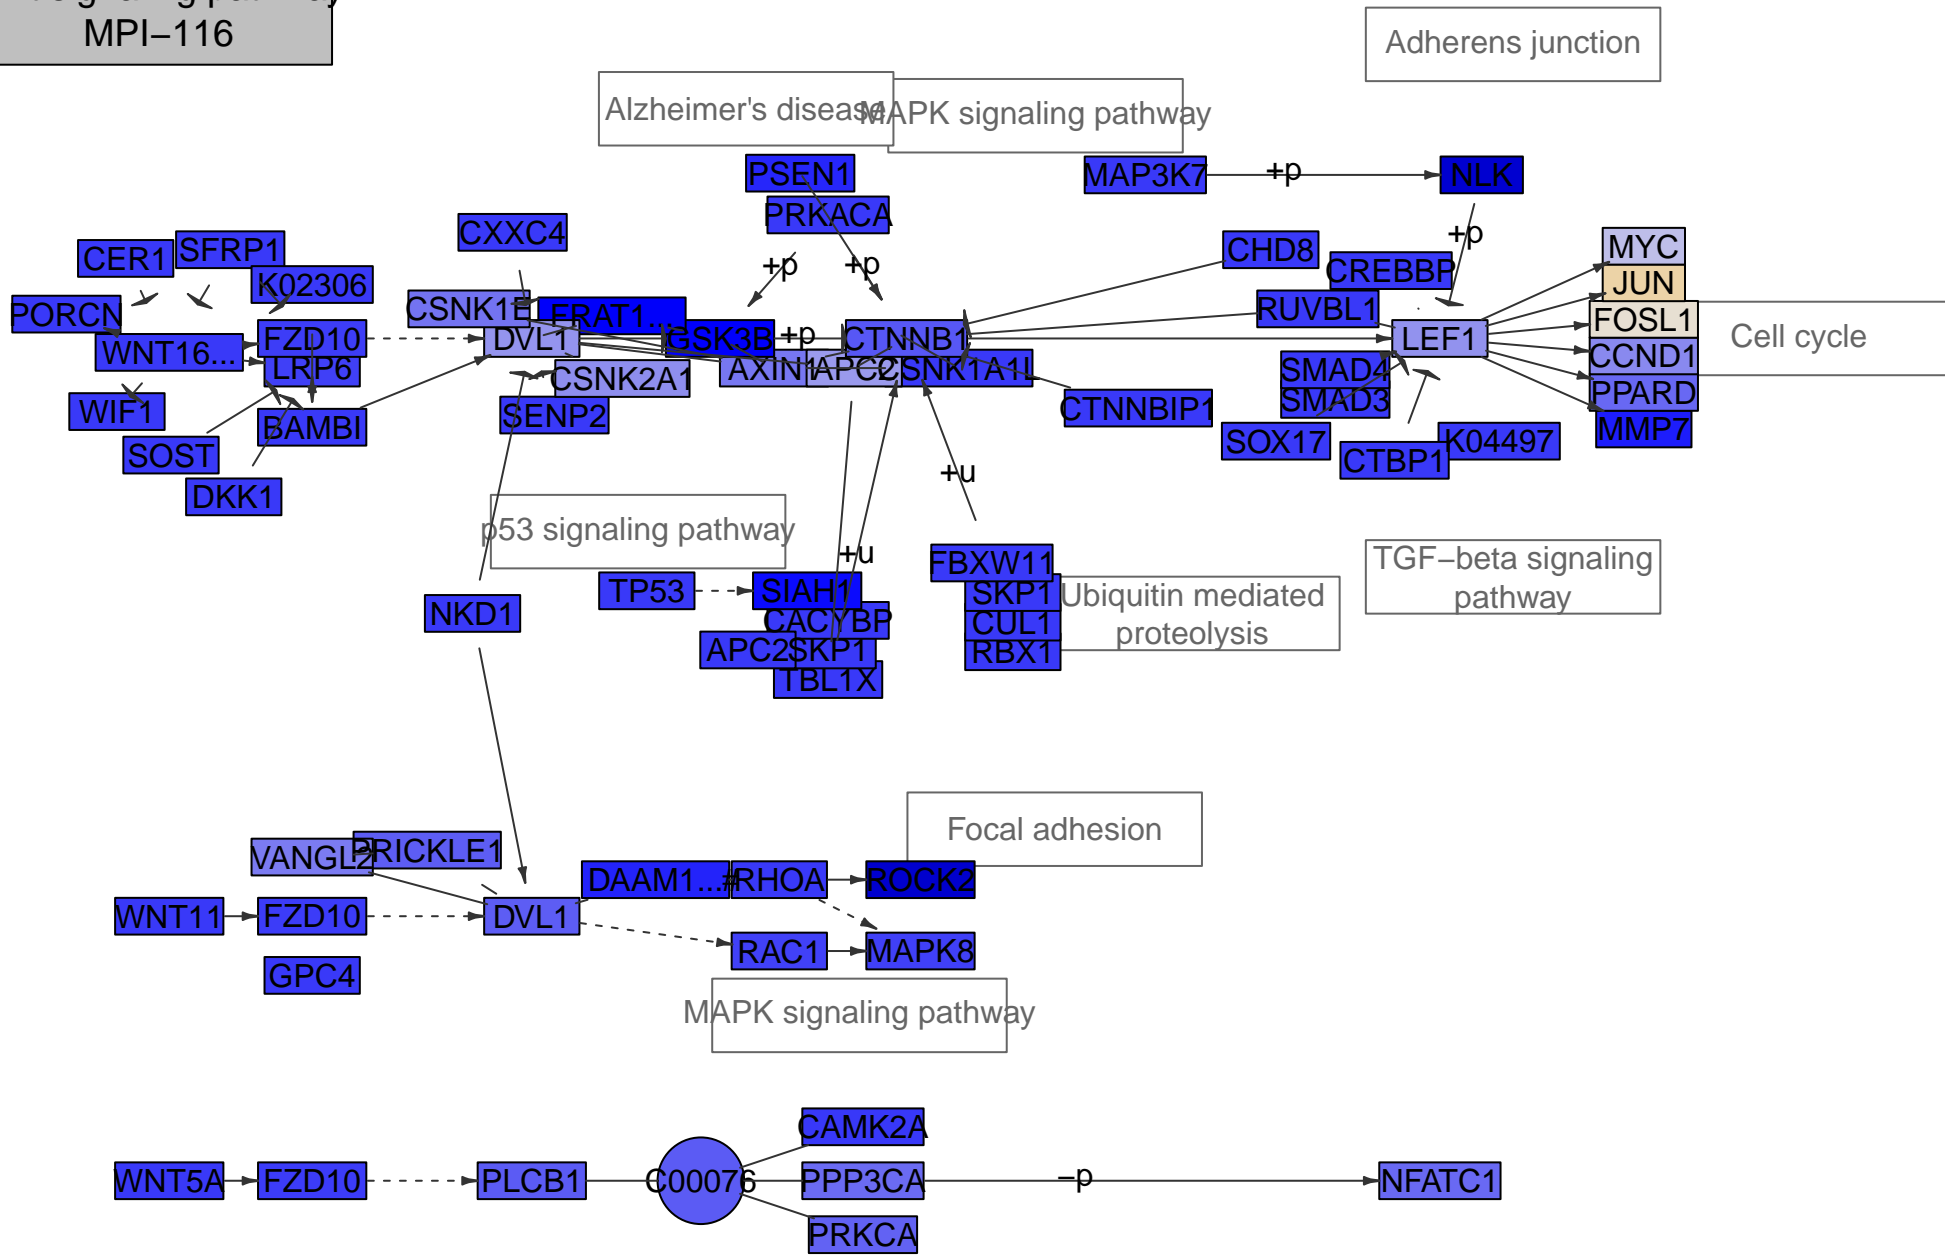 signaling pathway
MPI−116
Adherens junction
Alzheimer's disease
MAPK signaling pathway
PSEN1
MAP3K7
+p
NLK
PRKACA
CXXC4
CER1
SFRP1
K02306
+p
+p
CHD8
CREBBP
+p
MYC
JUN
PORCN
CSNK1E
FRAT1...
RUVBL1
FOSL1
Cell cycle
WNT16...
FZD10
DVL1
GSK3B
+p
CTNNB1
LEF1
CCND1
LRP6
AXIN1
APC2
CSNK1A1L
SMAD4
CSNK2A1
SMAD3
PPARD
WIF1
BAMBI
SENP2
CTNNBIP1
MMP7
SOST
SOX17
K04497
CTBP1
DKK1
+u
p53 signaling pathway
+u
FBXW11
TGF−beta signaling
pathway
TP53
SIAH1
SKP1
Ubiquitin mediated
proteolysis
NKD1
CACYBP
CUL1
APC2
SKP1
RBX1
TBL1X
Focal adhesion
VANGL2
PRICKLE1
DAAM1...
RHOA
ROCK2
WNT11
FZD10
DVL1
RAC1
MAPK8
GPC4
MAPK signaling pathway
CAMK2A
WNT5A
FZD10
PLCB1
C00076
PPP3CA
−p
NFATC1
PRKCA